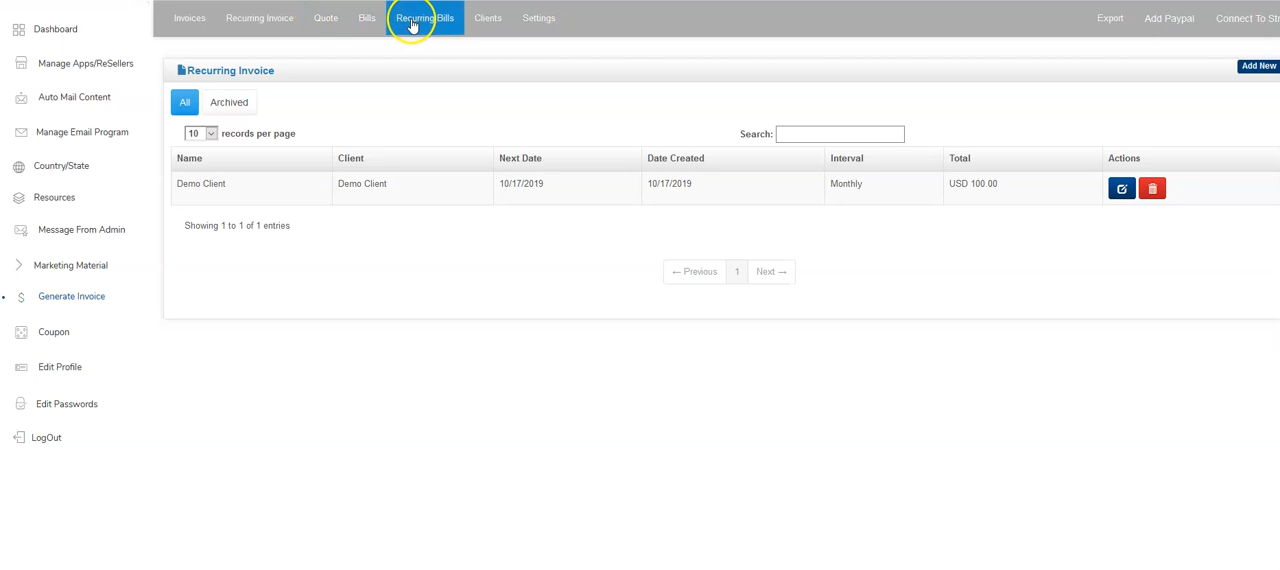 Invoices Recurring Invoice Quote Bills Recurring Bills Clients Settings Export Add Paypal Connect To
Dashboard
Manage Apps/ReSellers
Auto Mail Content
Manage Email Program
Country/State
Resources
Message From Admin
Marketing Material
Generate Invoice
Coupon
Edit Profile
Edit Passwords
LogOut
Recurring Invoice Add New
All Archived
10 records per page Search:
Name Client Next Date Date Created Interval Total Actions
Demo Client Demo Client 10/17/2019 10/17/2019 Monthly USD 100.00
Showing 1 to 1 of 1 entries
← Previous 1 Next →